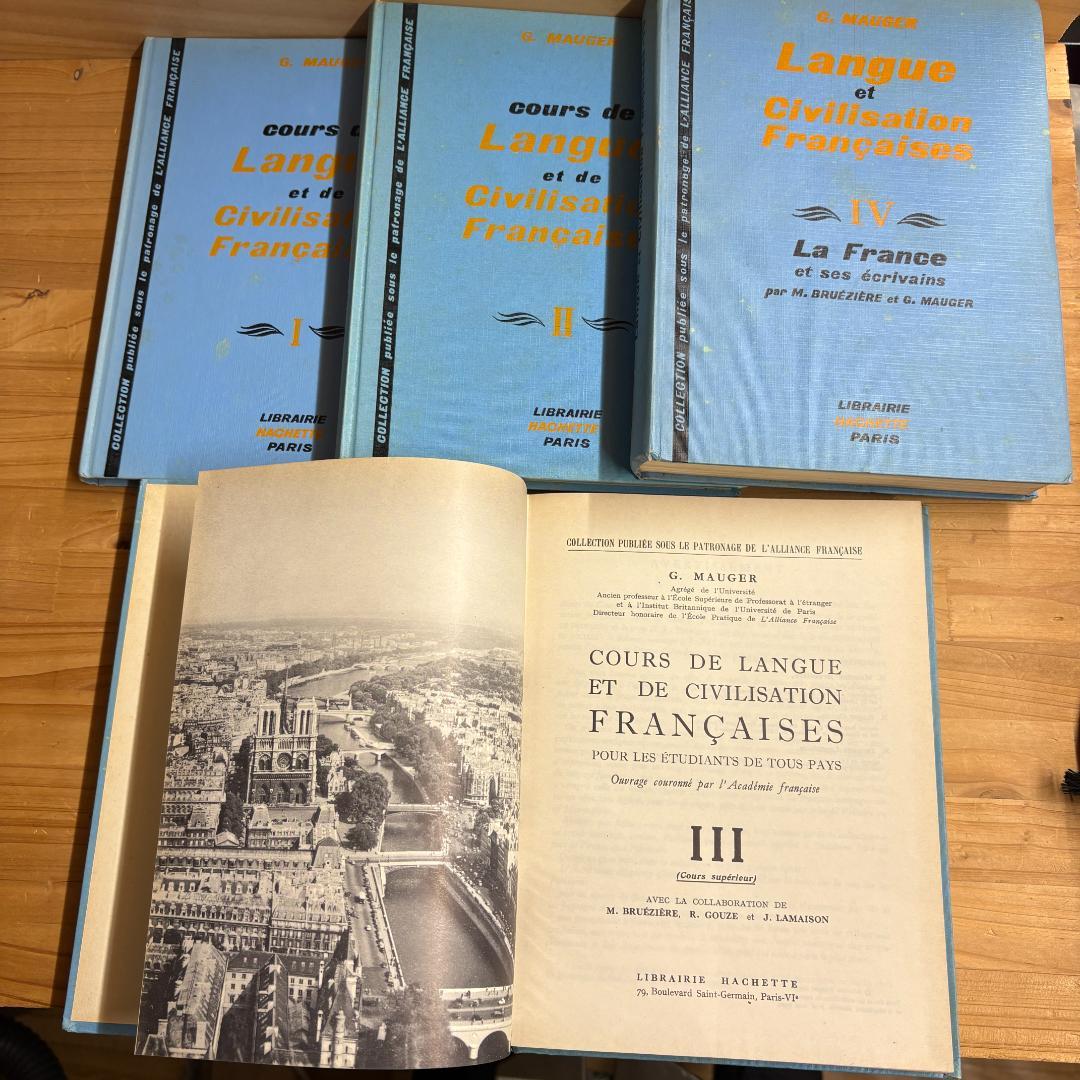 COLLECTION publiée sous le patronage de L'ALLIANCE FRANÇAISE
G. MAUG
cours d
Lang
et de
Civilisat
Françai
I
LIBRAIRIE
HACHETTE
PARIS
COLLECTION publiée sous le patronage de L'ALLIANCE FRANÇAISE
G. MAUGER
cours de
Langu
et de
Civilisati
Français
II
LIBRAIRIE
HACHETTE
PARIS
COLLECTION publiée sous le patronage de L'ALLIANCE FRANÇAIS
G. MAUGER
Langue
et
Civilisation
Françaises
IV
La France
et ses écrivains
par M. BRUÉZIÈRE et G. MAUGER
LIBRAIRIE
HACHETTE
PARIS
COLLECTION PUBLIÉE SOUS LE PATRONAGE DE L'ALLIANCE FRANÇAISE
G. MAUGER
Agrégé de l'Université
Ancien professeur à l'École Supérieure de Professorat à l'étranger
et à l'Institut Britannique de l'Université de Paris
Directeur honoraire de l'École Pratique de L'Alliance Française
COURS DE LANGUE
ET DE CIVILISATION
FRANÇAISES
POUR LES ÉTUDIANTS DE TOUS PAYS
Ouvrage couronné par l'Académie française
III
(Cours supérieur)
AVEC LA COLLABORATION DE
M. BRUÉZIÈRE, R. GOUZE et J. LAMAISON
LIBRAIRIE HACHETTE
79, Boulevard Saint-Germain, Paris-VIe